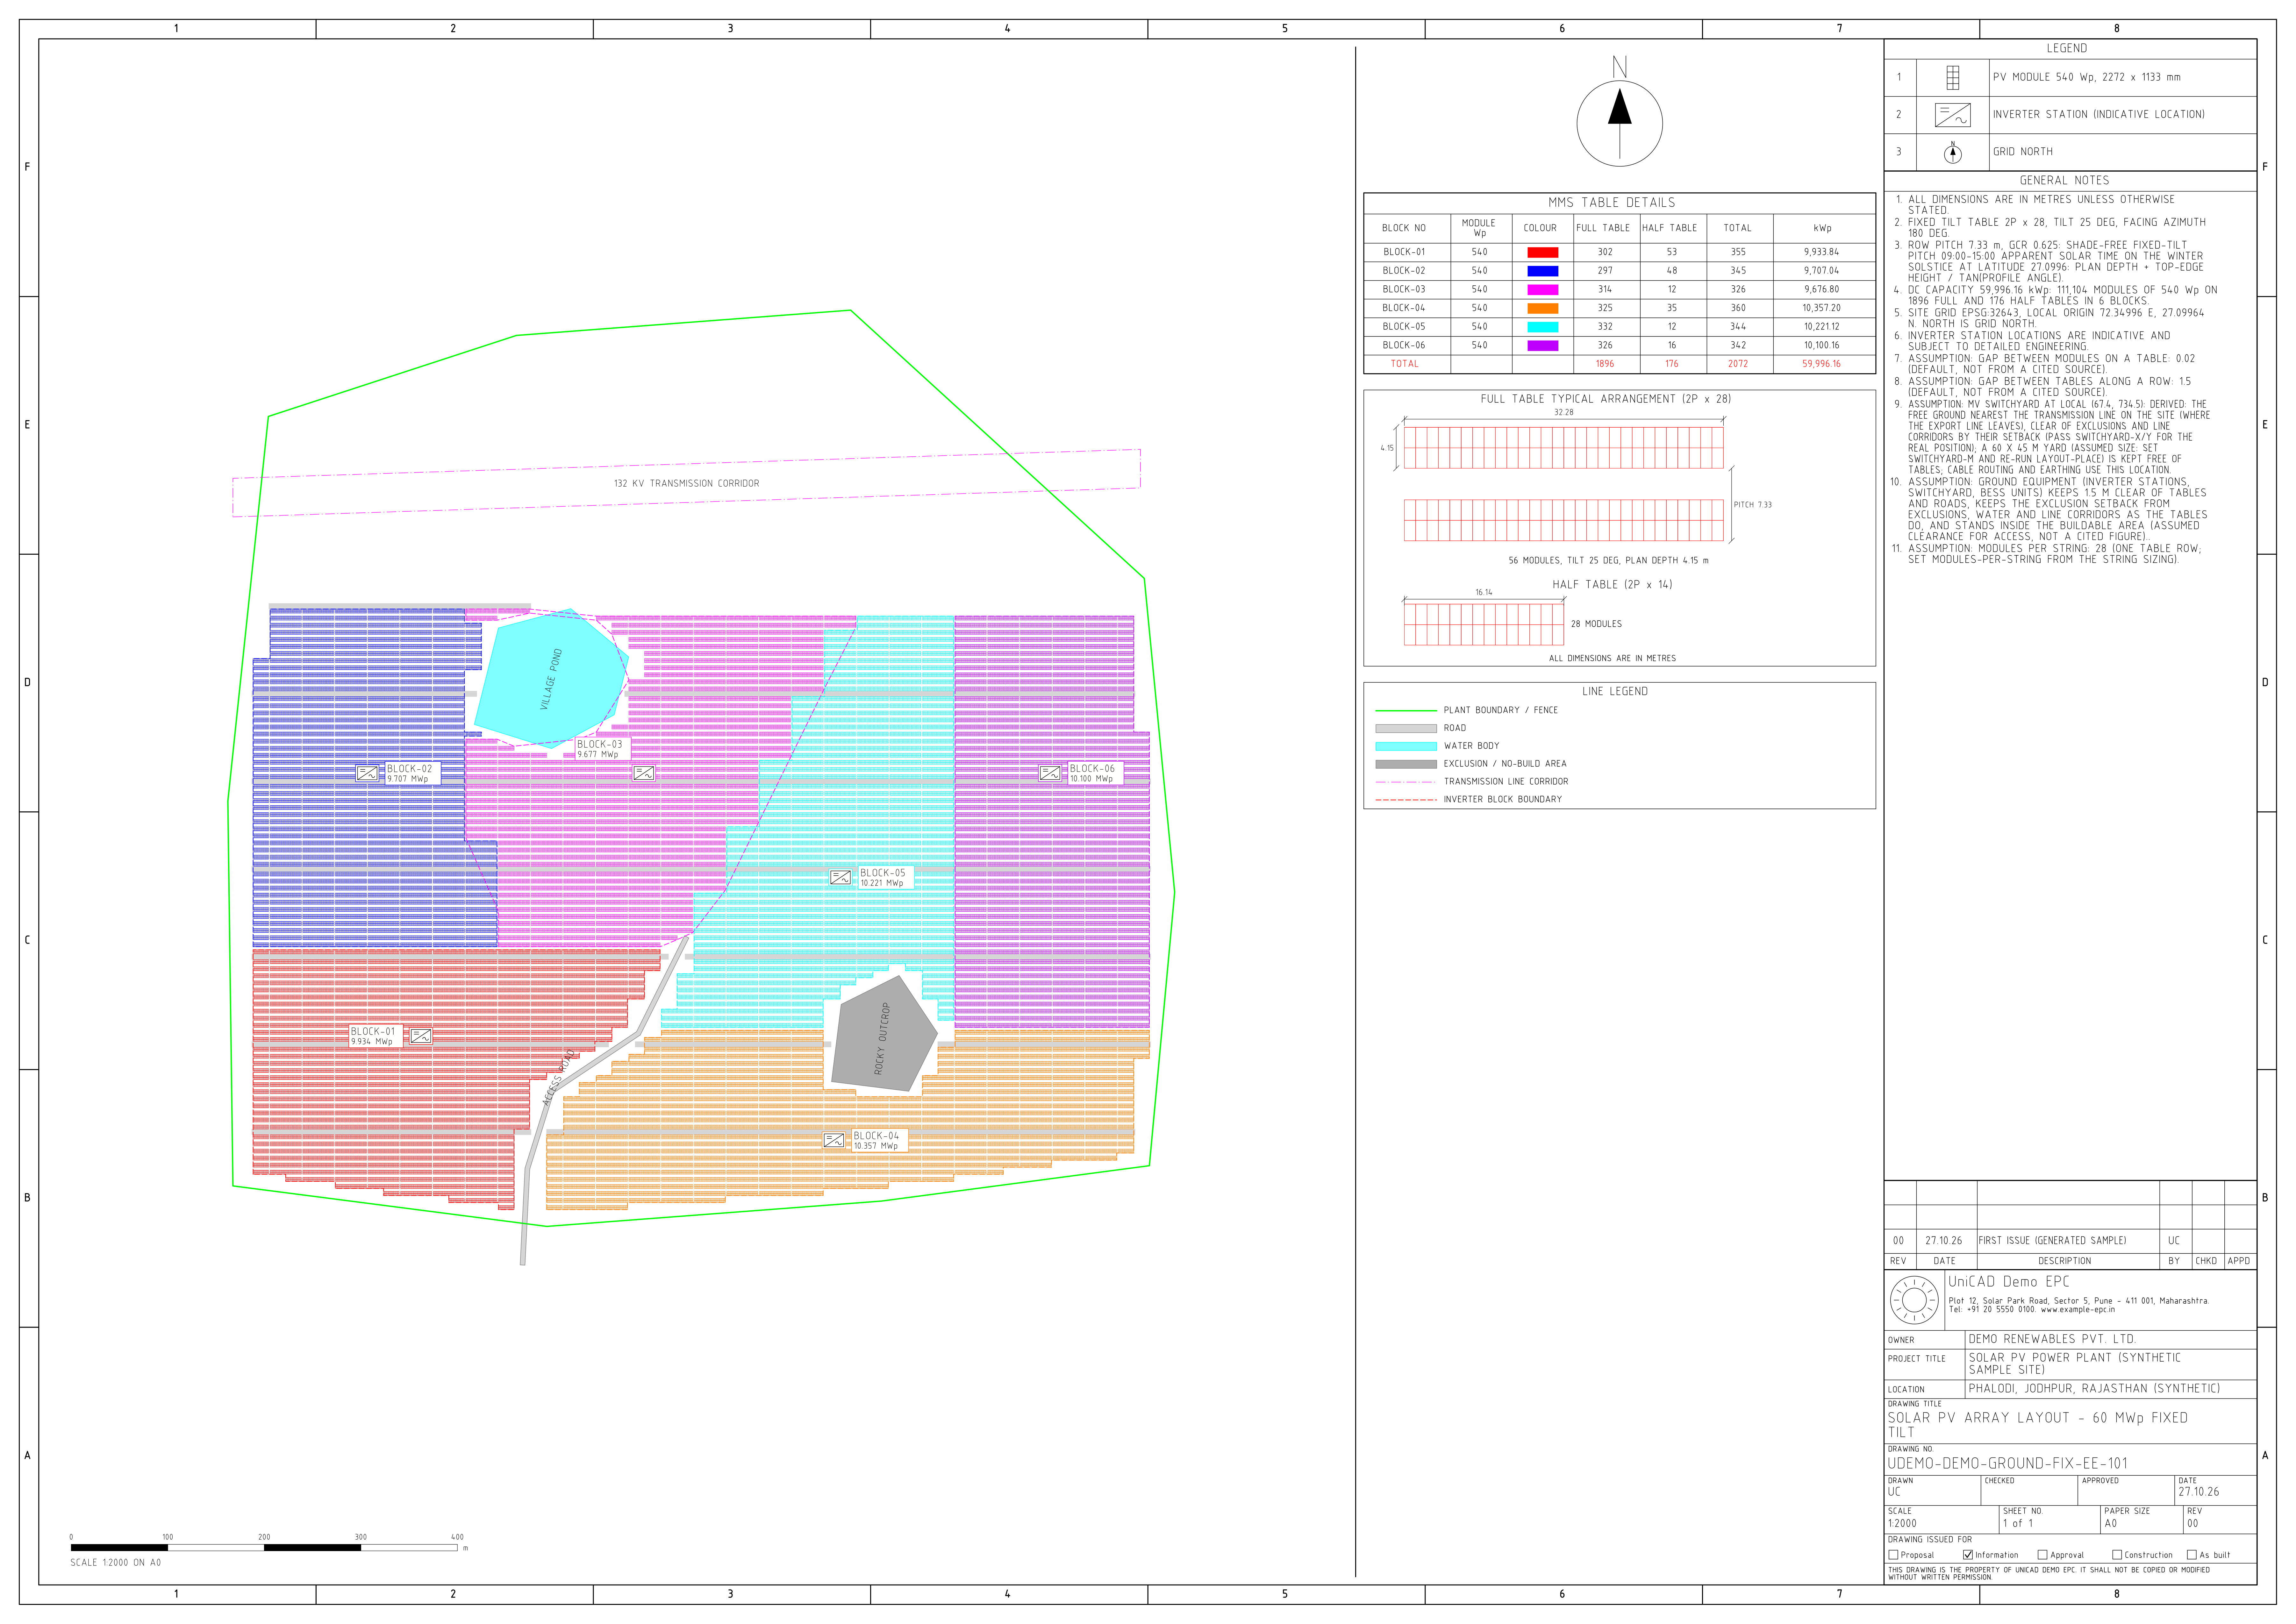 1 2 3 4 5 6 7 8
F
E
D
C
B
A
132 KV TRANSMISSION CORRIDOR
VILLAGE POND
BLOCK-03
9.677 MWp
BLOCK-02
9.707 MWp
BLOCK-06
10.100 MWp
BLOCK-05
10.221 MWp
BLOCK-01
9.934 MWp
ROCKY OUTCROP
ACCESS ROAD
BLOCK-04
10.357 MWp
0 100 200 300 400
m
SCALE 1:2000 ON A0
N
MMS TABLE DETAILS
BLOCK NO MODULE Wp COLOUR FULL TABLE HALF TABLE TOTAL kWp
BLOCK-01 540 302 53 355 9,933.84
BLOCK-02 540 297 48 345 9,707.04
BLOCK-03 540 314 12 326 9,676.80
BLOCK-04 540 325 35 360 10,357.20
BLOCK-05 540 332 12 344 10,221.12
BLOCK-06 540 326 16 342 10,100.16
TOTAL 1896 176 2072 59,996.16
FULL TABLE TYPICAL ARRANGEMENT (2P x 28)
32.28
4.15
PITCH 7.33
56 MODULES, TILT 25 DEG, PLAN DEPTH 4.15 m
HALF TABLE (2P x 14)
16.14
28 MODULES
ALL DIMENSIONS ARE IN METRES
LINE LEGEND
PLANT BOUNDARY / FENCE
ROAD
WATER BODY
EXCLUSION / NO-BUILD AREA
TRANSMISSION LINE CORRIDOR
INVERTER BLOCK BOUNDARY
LEGEND
1 PV MODULE 540 Wp, 2272 x 1133 mm
2 INVERTER STATION (INDICATIVE LOCATION)
3 N GRID NORTH
GENERAL NOTES
1. ALL DIMENSIONS ARE IN METRES UNLESS OTHERWISE
STATED.
2. FIXED TILT TABLE 2P x 28, TILT 25 DEG, FACING AZIMUTH
180 DEG.
3. ROW PITCH 7.33 m, GCR 0.625: SHADE-FREE FIXED-TILT
PITCH 09:00-15:00 APPARENT SOLAR TIME ON THE WINTER
SOLSTICE AT LATITUDE 27.0996: PLAN DEPTH + TOP-EDGE
HEIGHT / TAN(PROFILE ANGLE).
4. DC CAPACITY 59,996.16 kWp: 111,104 MODULES OF 540 Wp ON
1896 FULL AND 176 HALF TABLES IN 6 BLOCKS.
5. SITE GRID EPSG:32643, LOCAL ORIGIN 72.34996 E, 27.09964
N. NORTH IS GRID NORTH.
6. INVERTER STATION LOCATIONS ARE INDICATIVE AND
SUBJECT TO DETAILED ENGINEERING.
7. ASSUMPTION: GAP BETWEEN MODULES ON A TABLE: 0.02
(DEFAULT, NOT FROM A CITED SOURCE).
8. ASSUMPTION: GAP BETWEEN TABLES ALONG A ROW: 1.5
(DEFAULT, NOT FROM A CITED SOURCE).
9. ASSUMPTION: MV SWITCHYARD AT LOCAL (67.4, 734.5): DERIVED: THE
FREE GROUND NEAREST THE TRANSMISSION LINE ON THE SITE (WHERE
THE EXPORT LINE LEAVES), CLEAR OF EXCLUSIONS AND LINE
CORRIDORS BY THEIR SETBACK (PASS SWITCHYARD-X/Y FOR THE
REAL POSITION); A 60 X 45 M YARD (ASSUMED SIZE: SET
SWITCHYARD-M AND RE-RUN LAYOUT-PLACE) IS KEPT FREE OF
TABLES; CABLE ROUTING AND EARTHING USE THIS LOCATION.
10. ASSUMPTION: GROUND EQUIPMENT (INVERTER STATIONS,
SWITCHYARD, BESS UNITS) KEEPS 1.5 M CLEAR OF TABLES
AND ROADS, KEEPS THE EXCLUSION SETBACK FROM
EXCLUSIONS, WATER AND LINE CORRIDORS AS THE TABLES
DO, AND STANDS INSIDE THE BUILDABLE AREA (ASSUMED
CLEARANCE FOR ACCESS, NOT A CITED FIGURE)..
11. ASSUMPTION: MODULES PER STRING: 28 (ONE TABLE ROW;
SET MODULES-PER-STRING FROM THE STRING SIZING).
00 27.10.26 FIRST ISSUE (GENERATED SAMPLE) UC
REV DATE DESCRIPTION BY CHKD APPD
UniCAD Demo EPC
Plot 12, Solar Park Road, Sector 5, Pune - 411 001, Maharashtra.
Tel: +91 20 5550 0100. www.example-epc.in
OWNER DEMO RENEWABLES PVT. LTD.
PROJECT TITLE SOLAR PV POWER PLANT (SYNTHETIC
SAMPLE SITE)
LOCATION PHALODI, JODHPUR, RAJASTHAN (SYNTHETIC)
DRAWING TITLE
SOLAR PV ARRAY LAYOUT - 60 MWp FIXED
TILT
DRAWING NO.
UDEMO-DEMO-GROUND-FIX-EE-101
DRAWN CHECKED APPROVED DATE
UC 27.10.26
SCALE SHEET NO. PAPER SIZE REV
1:2000 1 of 1 A0 00
DRAWING ISSUED FOR
Proposal Information Approval Construction As built
THIS DRAWING IS THE PROPERTY OF UNICAD DEMO EPC. IT SHALL NOT BE COPIED OR MODIFIED
WITHOUT WRITTEN PERMISSION.
F
E
D
C
B
A
1 2 3 4 5 6 7 8